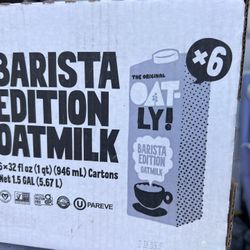 BARISTA
EDITION
OATMILK
6×32 fl oz (1 qt) (946 mL) Cartons
Net 1.5 GAL (5.67 L)
PAREVE
×6
THE ORIGINAL
OAT-
LY!
BARISTA
EDITION
OATMILK